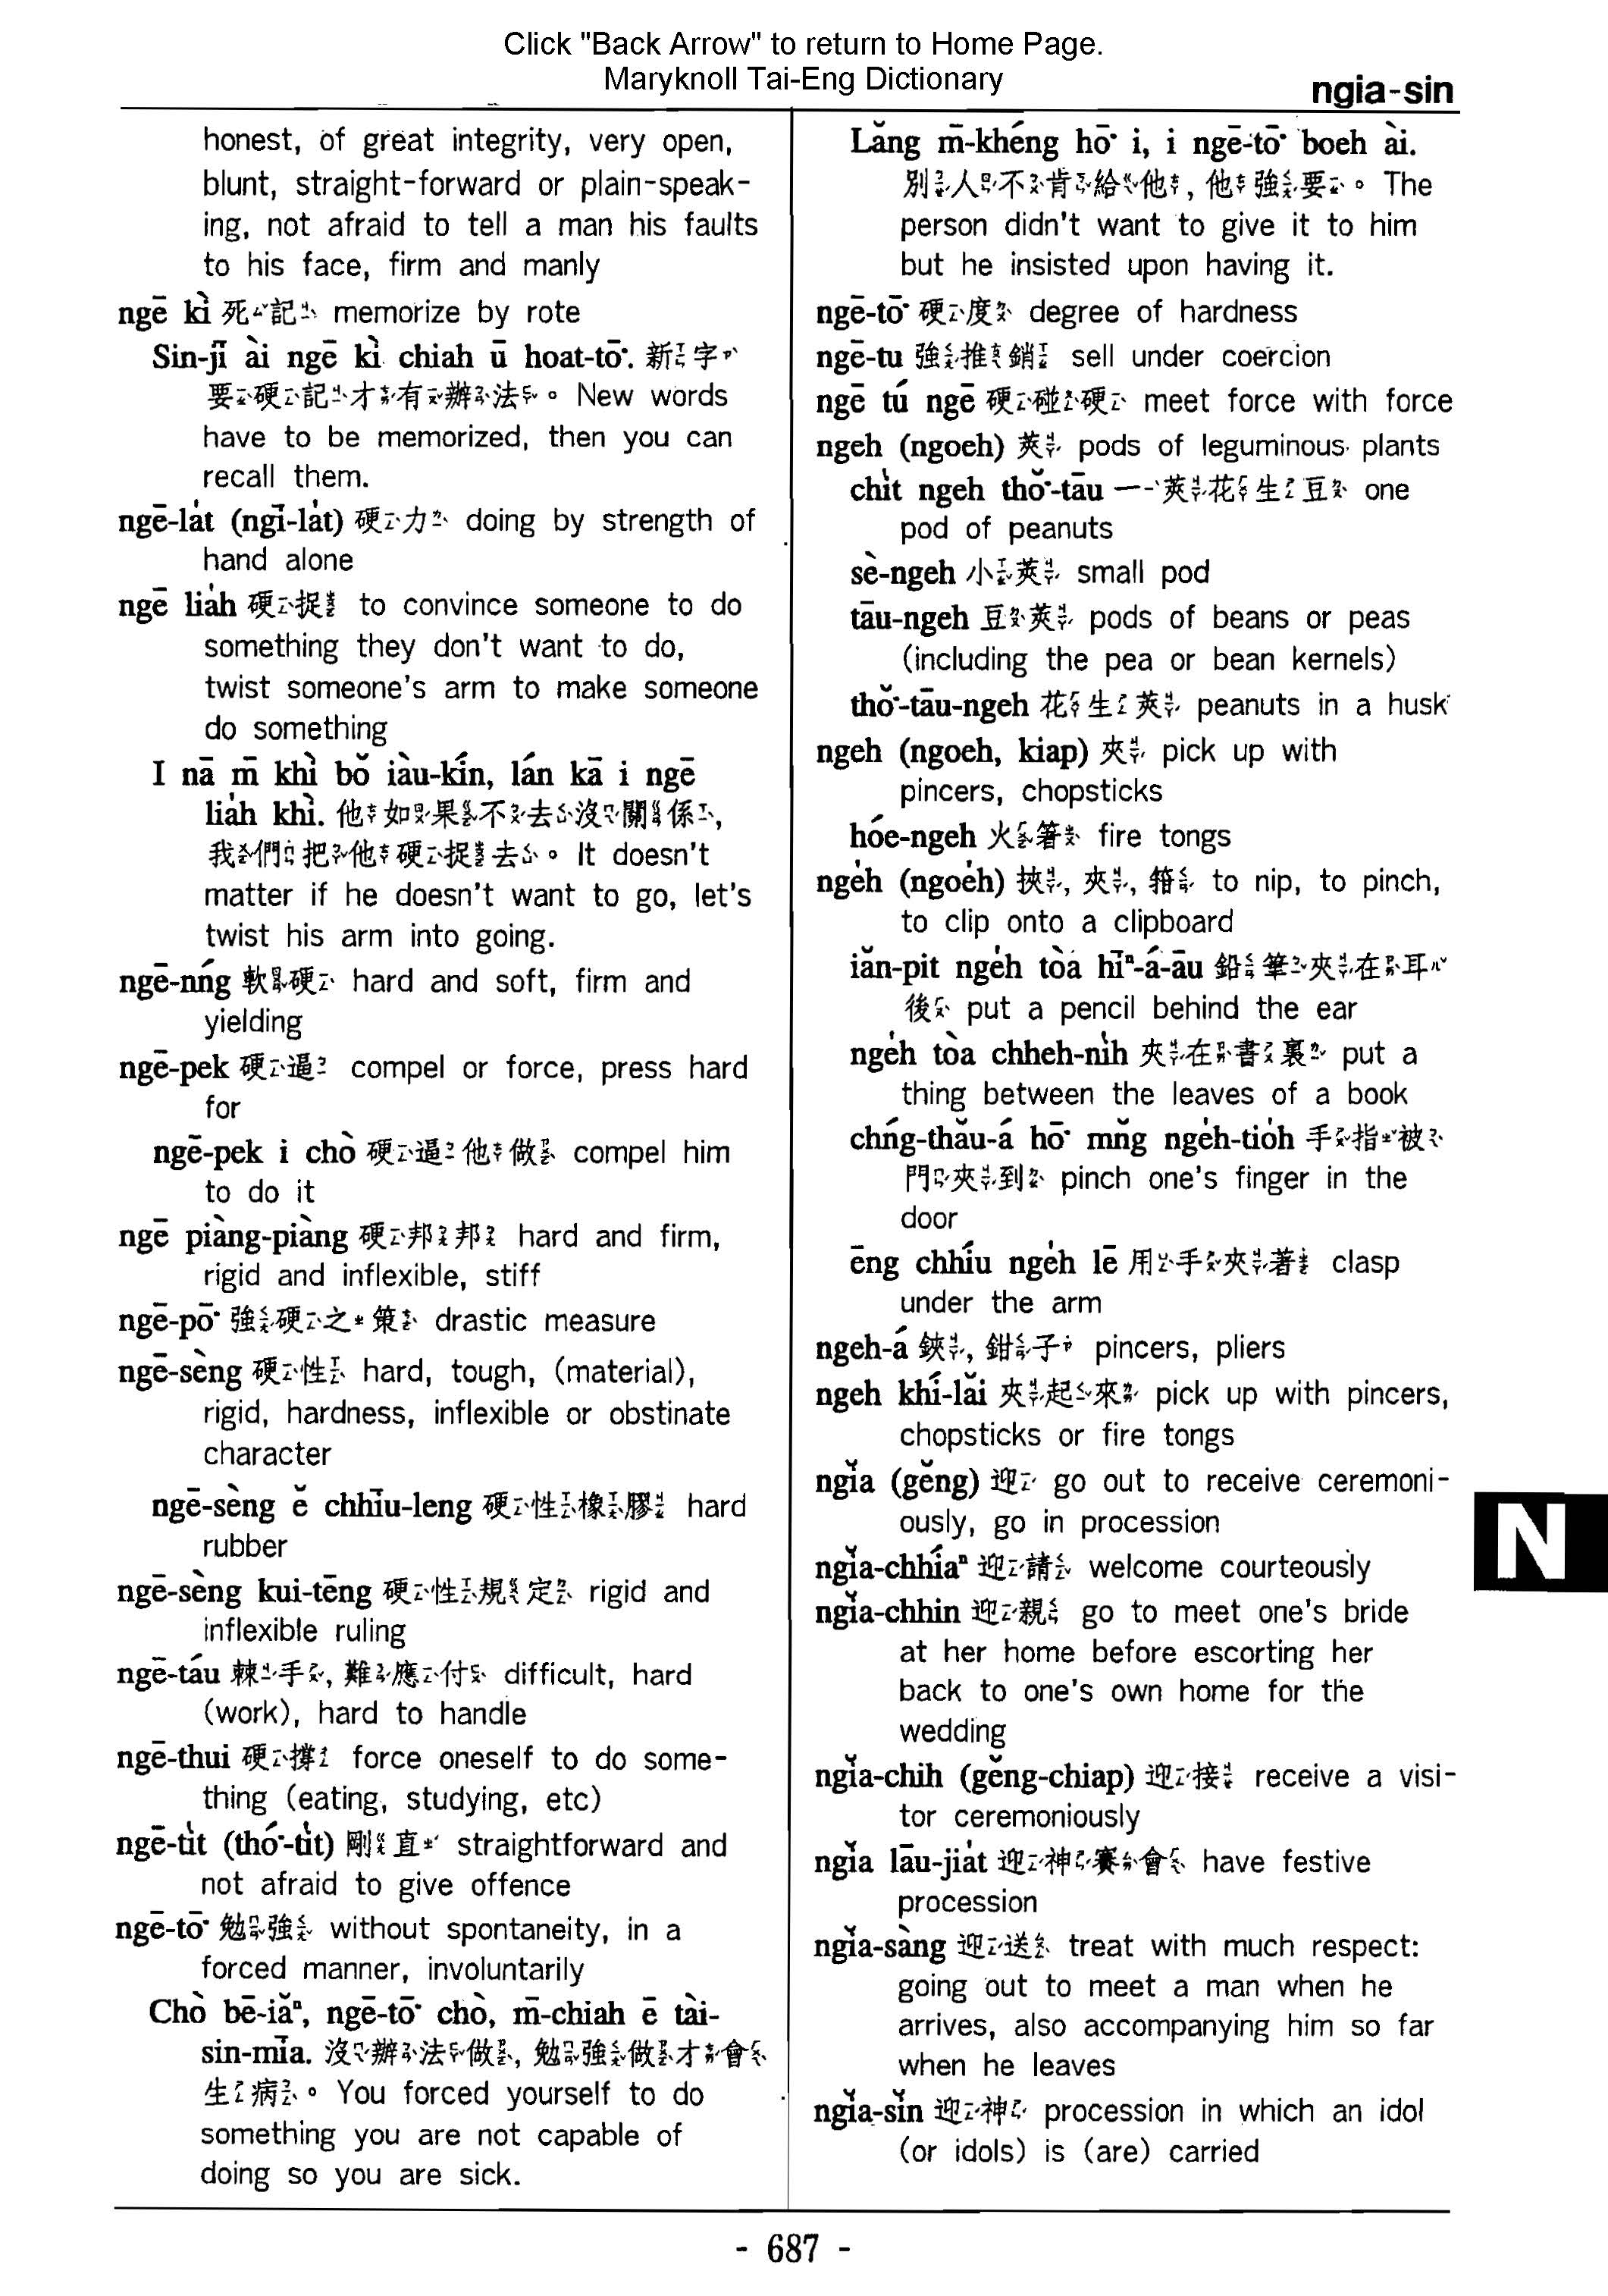 Click "Back Arrow" to return to Home Page.
Maryknoll Tai-Eng Dictionary
ngia-sin
honest, of great integrity, very open,
blunt, straight-forward or plain-speak-
ing, not afraid to tell a man his faults
to his face, firm and manly
ngē kì 死記 memorize by rote
Sin-jī ài ngē kì chiah ū hoat-tō͘. 新字
要硬記才有辦法。 New words
have to be memorized, then you can
recall them.
ngē-la̍t (ngī-la̍t) 硬力 doing by strength of
hand alone
ngē lia̍h 硬捉 to convince someone to do
something they don't want to do,
twist someone's arm to make someone
do something
I nā m̄ khì bŏ iàu-kín, lán kā i ngē
lia̍h khì. 他如果不去沒關係,
我們把他硬捉去。 It doesn't
matter if he doesn't want to go, let's
twist his arm into going.
ngē-nńg 軟硬 hard and soft, firm and
yielding
ngē-pek 硬逼 compel or force, press hard
for
ngē-pek i chò 硬逼他做 compel him
to do it
ngē piàng-piàng 硬邦邦 hard and firm,
rigid and inflexible, stiff
ngē-pō͘ 強硬之策 drastic measure
ngē-sèng 硬性 hard, tough, (material),
rigid, hardness, inflexible or obstinate
character
ngē-sèng ĕ chhīu-leng 硬性橡膠 hard
rubber
ngē-sèng kui-tēng 硬性規定 rigid and
inflexible ruling
ngē-táu 棘手, 難應付 difficult, hard
(work), hard to handle
ngē-thui 硬撐 force oneself to do some-
thing (eating, studying, etc)
ngē-ti̍t (thó͘-ti̍t) 剛直 straightforward and
not afraid to give offence
ngē-tō͘ 勉強 without spontaneity, in a
forced manner, involuntarily
Chò bē-iăⁿ, ngē-tō͘ chò, m̄-chiah ē tài-
sin-mīa. 沒辦法做, 勉強做才會
生病。 You forced yourself to do
something you are not capable of
doing so you are sick.
Lăng m̄-khéng hō͘ i, i ngē-tō͘ boeh ài.
別人不肯給他, 他強要。 The
person didn't want to give it to him
but he insisted upon having it.
ngē-tō͘ 硬度 degree of hardness
ngē-tu 強推銷 sell under coercion
ngē tú ngē 硬碰硬 meet force with force
ngeh (ngoeh) 莢 pods of leguminous plants
chi̍t ngeh thŏ͘-tāu 一莢花生豆 one
pod of peanuts
sè-ngeh 小莢 small pod
tāu-ngeh 豆莢 pods of beans or peas
(including the pea or bean kernels)
thŏ͘-tāu-ngeh 花生莢 peanuts in a husk
ngeh (ngoeh, kiap) 夾 pick up with
pincers, chopsticks
hóe-ngeh 火箸 fire tongs
nge̍h (ngoe̍h) 挾, 夾, 箝 to nip, to pinch,
to clip onto a clipboard
iăn-pit nge̍h tòa hīⁿ-á-āu 鉛筆夾在耳
後 put a pencil behind the ear
nge̍h tòa chheh-ni̍h 夾在書裏 put a
thing between the leaves of a book
chńg-thău-á hō͘ mn̆g nge̍h-tio̍h 手指被
門夾到 pinch one's finger in the
door
ēng chhíu nge̍h lē 用手夾著 clasp
under the arm
ngeh-á 鋏, 鉗子 pincers, pliers
ngeh khí-lăi 夾起來 pick up with pincers,
chopsticks or fire tongs
ngĭa (gĕng) 迎 go out to receive ceremoni-
ously, go in procession
ngĭa-chhíaⁿ 迎請 welcome courteously
ngĭa-chhin 迎親 go to meet one's bride
at her home before escorting her
back to one's own home for the
wedding
ngĭa-chih (gĕng-chiap) 迎接 receive a visi-
tor ceremoniously
ngĭa lāu-jia̍t 迎神賽會 have festive
procession
ngĭa-sàng 迎送 treat with much respect:
going out to meet a man when he
arrives, also accompanying him so far
when he leaves
ngĭa-sĭn 迎神 procession in which an idol
(or idols) is (are) carried
N
- 687 -